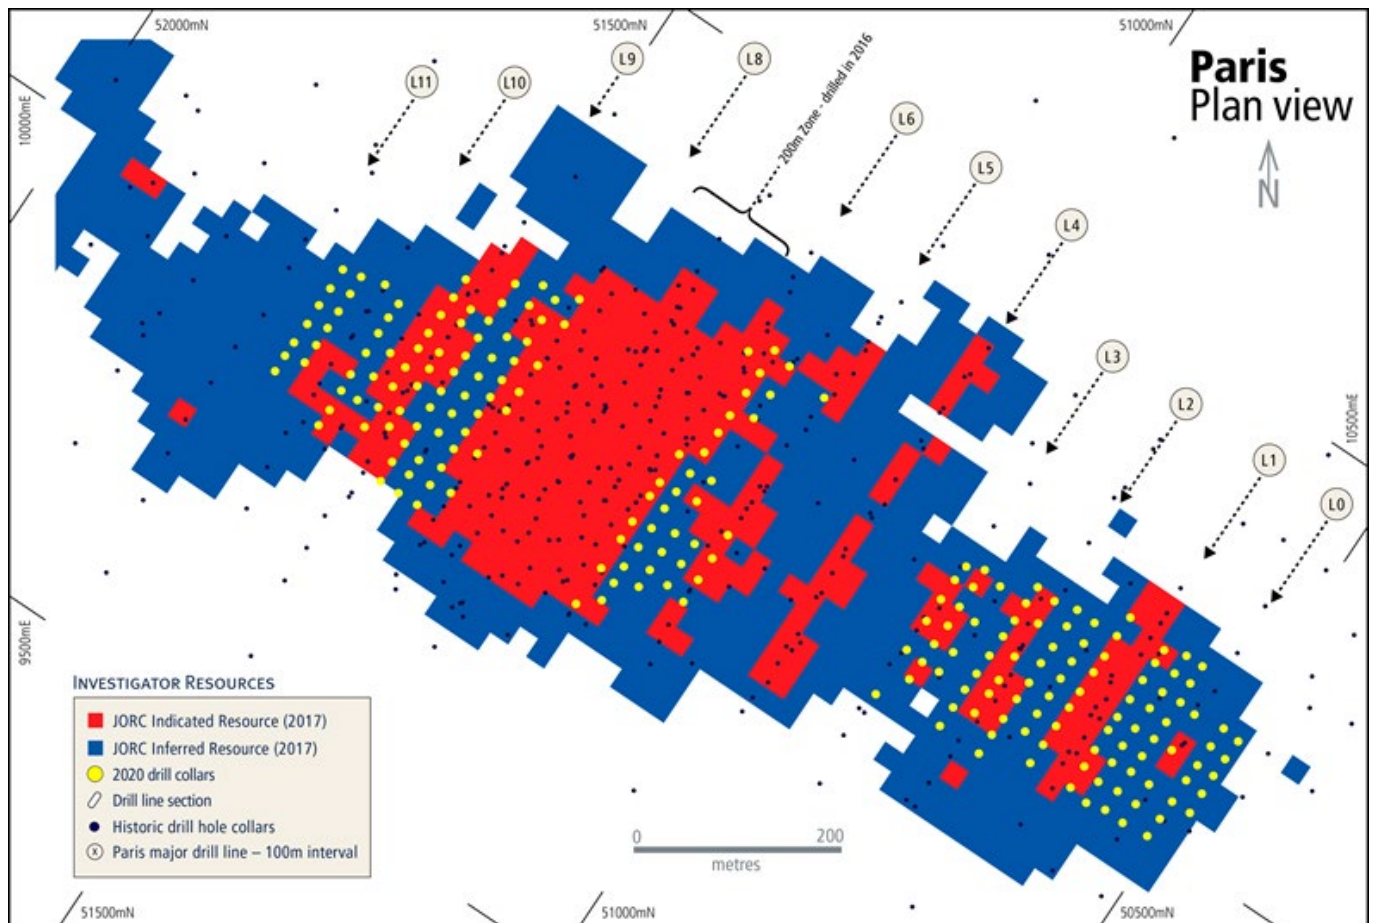 52000mN
51500mN
51000mN
Paris
Plan view
N
10000mE
L11
L10
L9
L8
200m Zone - drilled in 2016
L6
L5
L4
L3
L2
L1
L0
10500mE
9500mE
INVESTIGATOR RESOURCES
JORC Indicated Resource (2017)
JORC Inferred Resource (2017)
2020 drill collars
Drill line section
Historic drill hole collars
X Paris major drill line – 100m interval
0 200
metres
51500mN
51000mN
50500mN